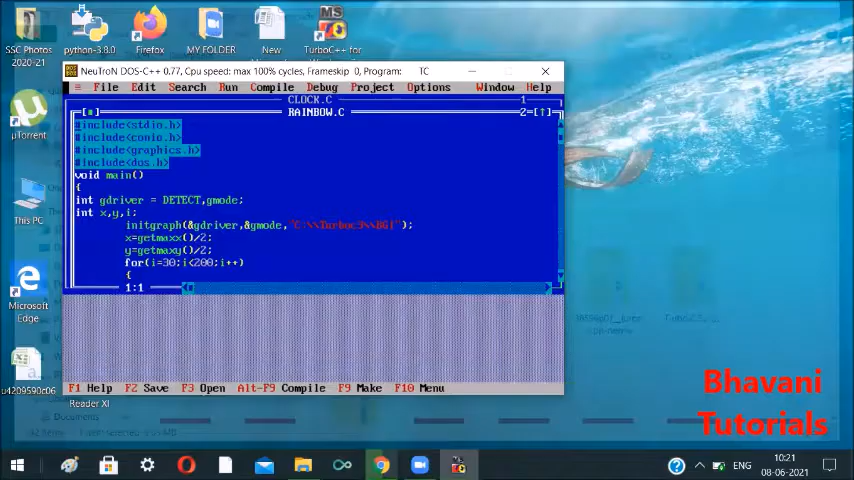 SSC Photos
2020-21
python-3.8.0
Firefox
MY FOLDER
New
TurboC++ for
NeuTroN DOS-C++ 0.77, Cpu speed: max 100% cycles, Frameskip 0, Program: TC
≡ File Edit Search Run Compile Debug Project Options Window Help
CLOCK.C 1
[■] RAINBOW.C 2=[↑]
#include<stdio.h>
#include<conio.h>
#include<graphics.h>
#include<dos.h>
void main()
{
int gdriver = DETECT,gmode;
int x,y,i;
initgraph(&gdriver,&gmode,"C:\\Turboc3\\BGI");
x=getmaxx()/2;
y=getmaxy()/2;
for(i=30;i<200;i++)
{
1:1
F1 Help F2 Save F3 Open Alt-F9 Compile F9 Make F10 Menu
µTorrent
This PC
Microsoft
Edge
u4209590c06
Reader XI
Documents
Bhavani
Tutorials
ENG
10:21
08-06-2021